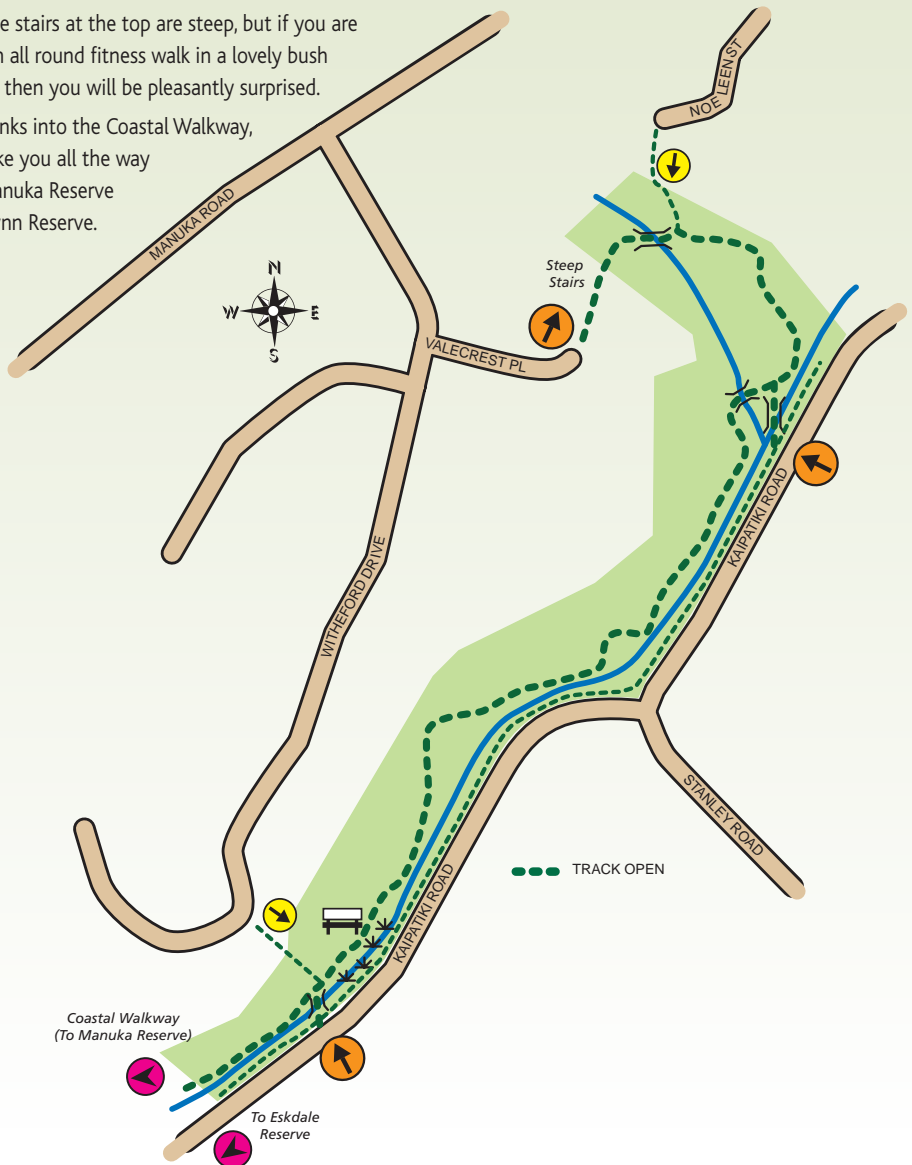 e stairs at the top are steep, but if you are
n all round fitness walk in a lovely bush
then you will be pleasantly surprised.
nks into the Coastal Walkway,
ke you all the way
anuka Reserve
ynn Reserve.
NOE LEEN ST
MANUKA ROAD
Steep
Stairs
N
W E
S
VALECREST PL
KAIPATIKI ROAD
WITHEFORD DRIVE
STANLEY ROAD
TRACK OPEN
KAIPATIKI ROAD
Coastal Walkway
(To Manuka Reserve)
To Eskdale
Reserve